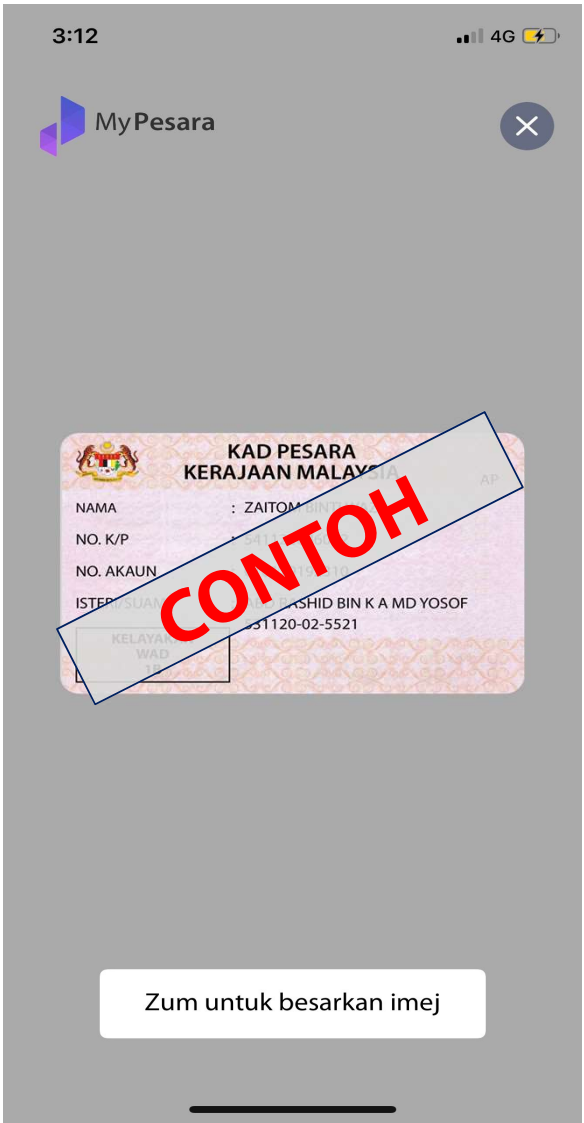 3:12
4G
MyPesara
KAD PESARA
KERAJAAN MALAYSIA
AP
NAMA : ZAITOM
NO. K/P :
NO. AKAUN
ISTERI/SUAMI RASHID BIN K A MD YOSOF
531120-02-5521
KELAYAKAN
WAD
CONTOH
Zum untuk besarkan imej